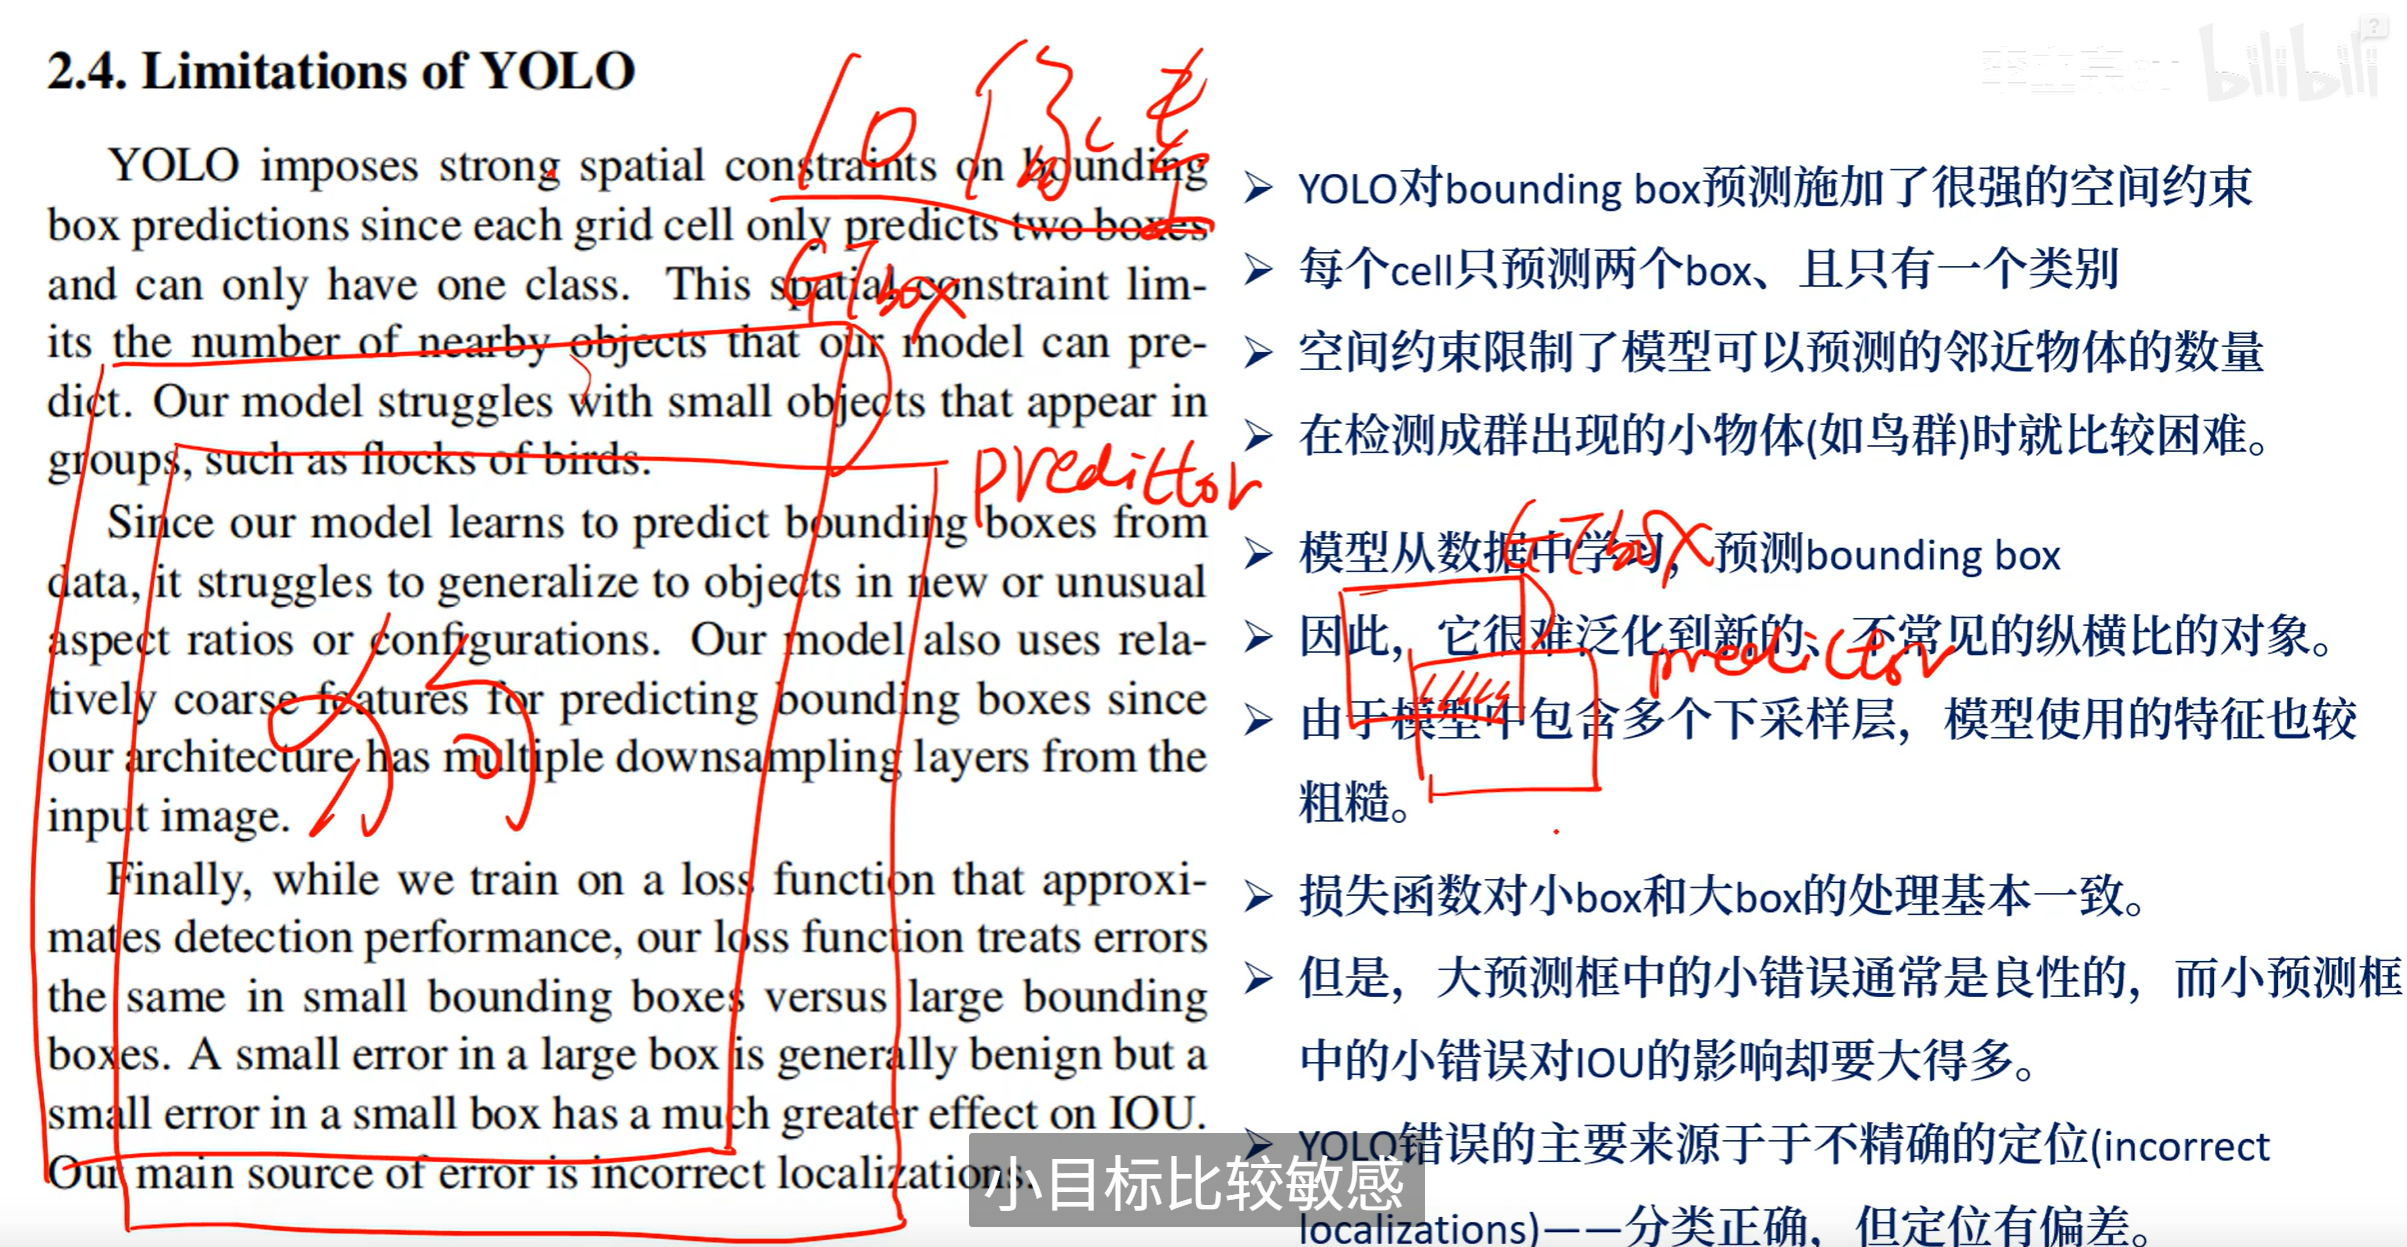 2.4. Limitations of YOLO
YOLO imposes strong spatial constraints on bounding
box predictions since each grid cell only predicts two boxes
and can only have one class. This spatial constraint lim-
its the number of nearby objects that our model can pre-
dict. Our model struggles with small objects that appear in
groups, such as flocks of birds.
Since our model learns to predict bounding boxes from
data, it struggles to generalize to objects in new or unusual
aspect ratios or configurations. Our model also uses rela-
tively coarse features for predicting bounding boxes since
our architecture has multiple downsampling layers from the
input image.
Finally, while we train on a loss function that approxi-
mates detection performance, our loss function treats errors
the same in small bounding boxes versus large bounding
boxes. A small error in a large box is generally benign but a
small error in a small box has a much greater effect on IOU.
Our main source of error is incorrect localizations.
GT box
predittor
bilibili
➢ YOLO对bounding box预测施加了很强的空间约束
➢ 每个cell只预测两个box、且只有一个类别
➢ 空间约束限制了模型可以预测的邻近物体的数量
➢ 在检测成群出现的小物体(如鸟群)时就比较困难。
➢ 模型从数据中学习，预测bounding box
➢ 因此，它很难泛化到新的、不常见的纵横比的对象。
➢ 由于模型中包含多个下采样层，模型使用的特征也较
粗糙。
➢ 损失函数对小box和大box的处理基本一致。
➢ 但是，大预测框中的小错误通常是良性的，而小预测框
中的小错误对IOU的影响却要大得多。
➢ YOLO错误的主要来源于于不精确的定位(incorrect
localizations)——分类正确，但定位有偏差。
GT box
predictor
小目标比较敏感